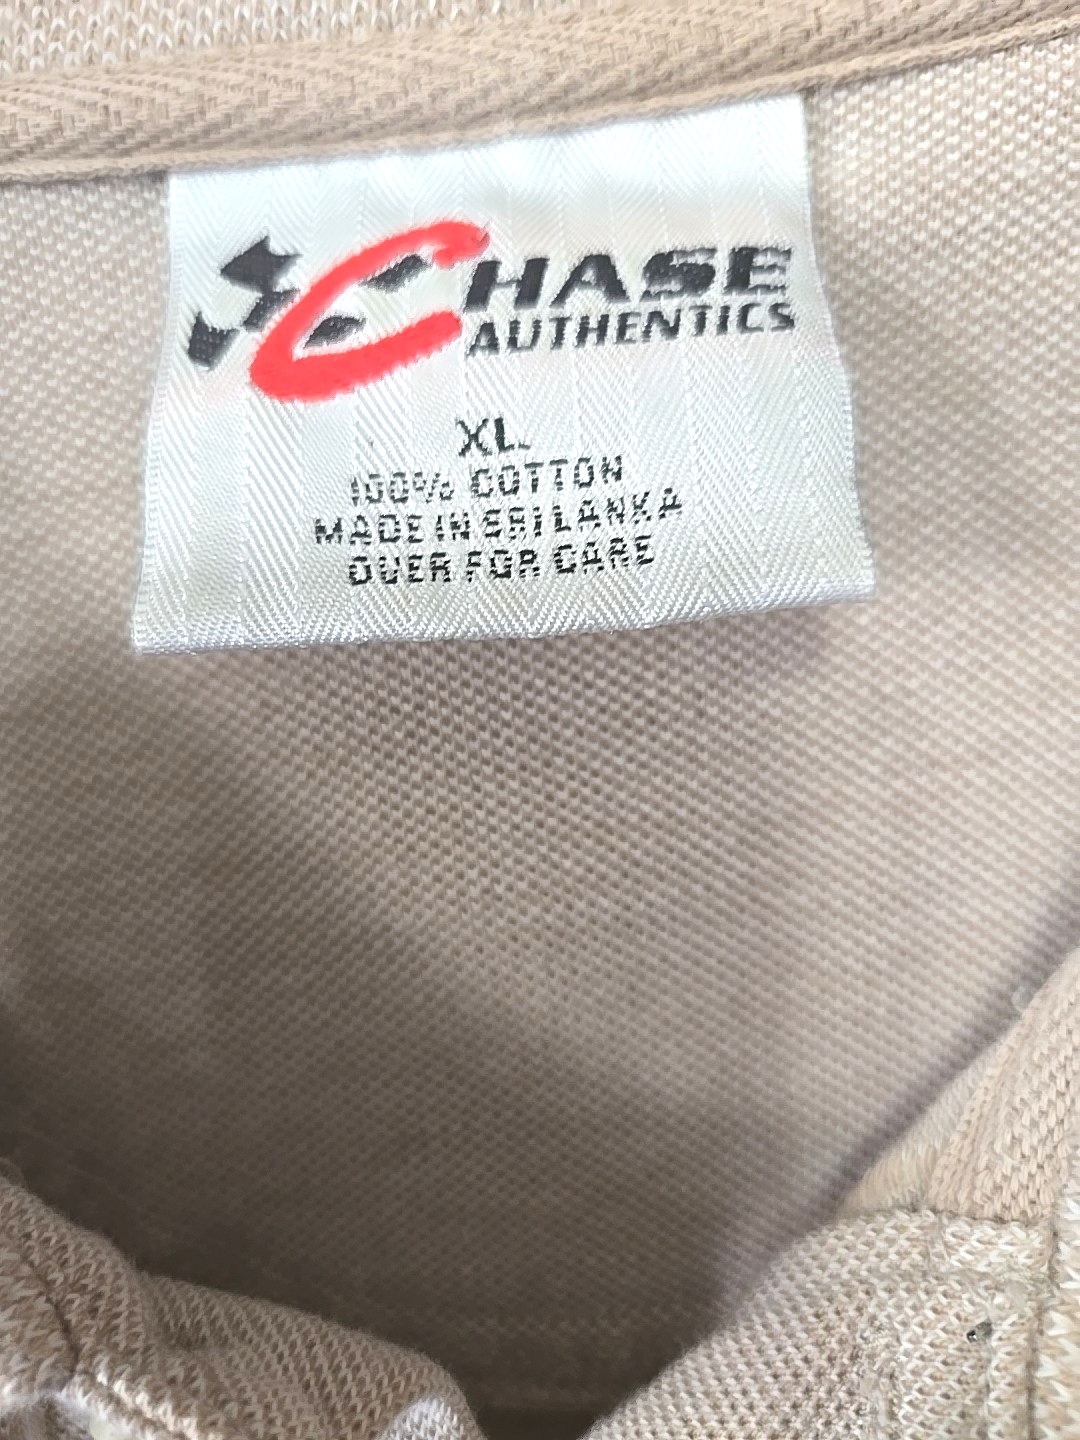 CHASE
AUTHENTICS
XL
100% COTTON
MADE IN SRI LANKA
OVER FOR CARE